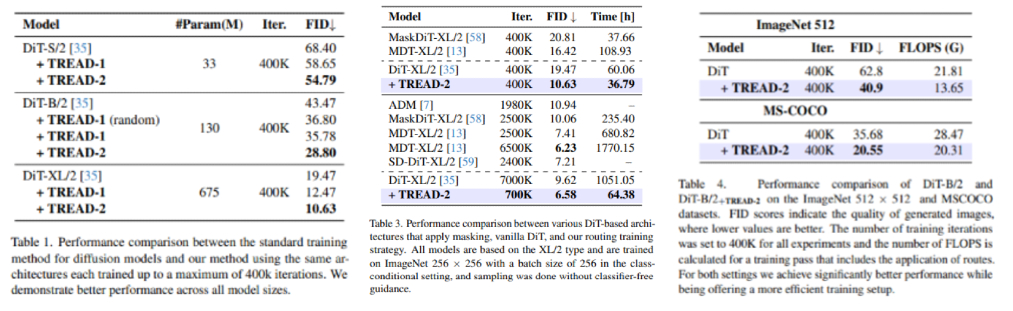 Model #Param(M) Iter. FID↓
DiT-S/2 [35] 68.40
+ TREAD-1 33 400K 58.65
+ TREAD-2 54.79
DiT-B/2 [35] 43.47
+ TREAD-1 (random) 130 400K 36.80
+ TREAD-1 35.78
+ TREAD-2 28.80
DiT-XL/2 [35] 19.47
+ TREAD-1 675 400K 12.47
+ TREAD-2 10.63
Table 1. Performance comparison between the standard training
method for diffusion models and our method using the same ar-
chitectures each trained up to a maximum of 400k iterations. We
demonstrate better performance across all model sizes.
Model Iter. FID ↓ Time [h]
MaskDiT-XL/2 [58] 400K 20.81 37.66
MDT-XL/2 [13] 400K 16.42 108.93
DiT-XL/2 [35] 400K 19.47 60.06
+ TREAD-2 400K 10.63 36.79
ADM [7] 1980K 10.94 –
MaskDiT-XL/2 [58] 2500K 10.06 235.40
MDT-XL/2 [13] 2500K 7.41 680.82
MDT-XL/2 [13] 6500K 6.23 1770.15
SD-DiT-XL/2 [59] 2400K 7.21 –
DiT-XL/2 [35] 7000K 9.62 1051.05
+ TREAD-2 700K 6.58 64.38
Table 3. Performance comparison between various DiT-based archi-
tectures that apply masking, vanilla DiT, and our routing training
strategy. All models are based on the XL/2 type and are trained
on ImageNet 256 × 256 with a batch size of 256 in the class-
conditional setting, and sampling was done without classifier-free
guidance.
ImageNet 512
Model Iter. FID ↓ FLOPS (G)
DiT 400K 62.8 21.81
+ TREAD-2 400K 40.9 13.65
MS-COCO
DiT 400K 35.68 28.47
+ TREAD-2 400K 20.55 20.31
Table 4. Performance comparison of DiT-B/2 and
DiT-B/2+TREAD-2 on the ImageNet 512 × 512 and MSCOCO
datasets. FID scores indicate the quality of generated images,
where lower values are better. The number of training iterations
was set to 400K for all experiments and the number of FLOPS is
calculated for a training pass that includes the application of routes.
For both settings we achieve significantly better performance while
being offering a more efficient training setup.